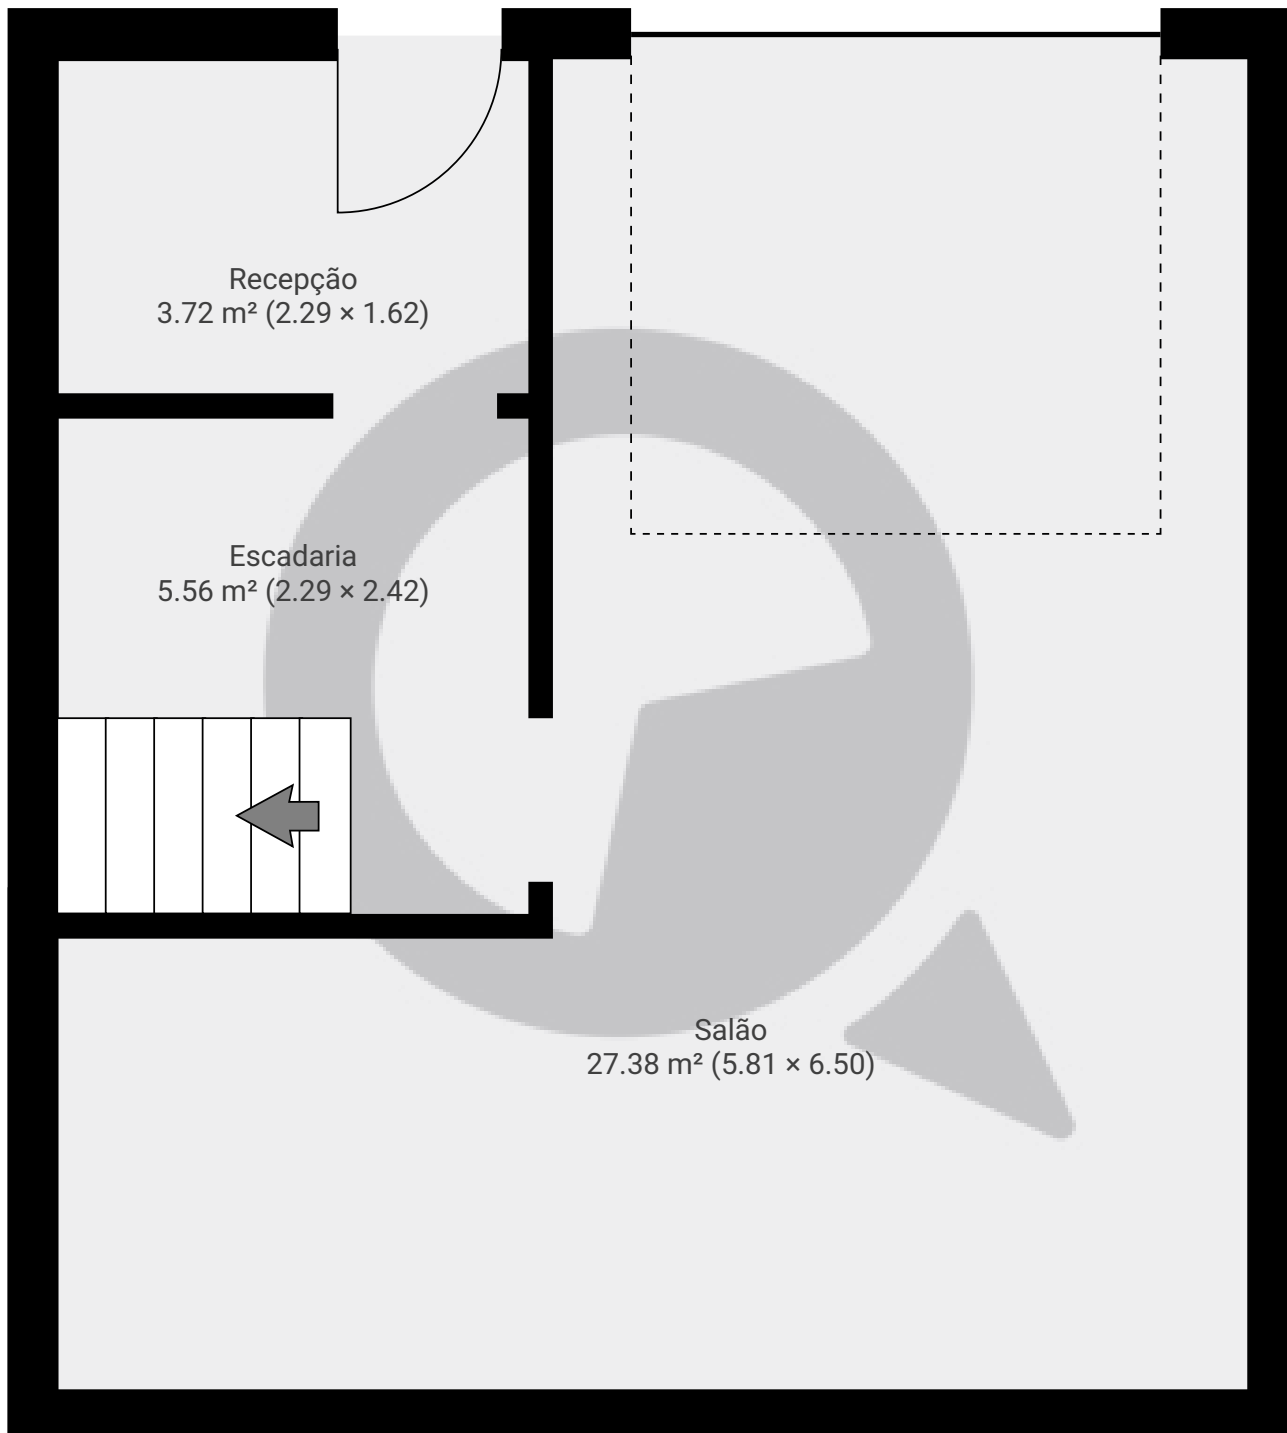 Recepção
3.72 m² (2.29 × 1.62)
Escadaria
5.56 m² (2.29 × 2.42)
Salão
27.38 m² (5.81 × 6.50)